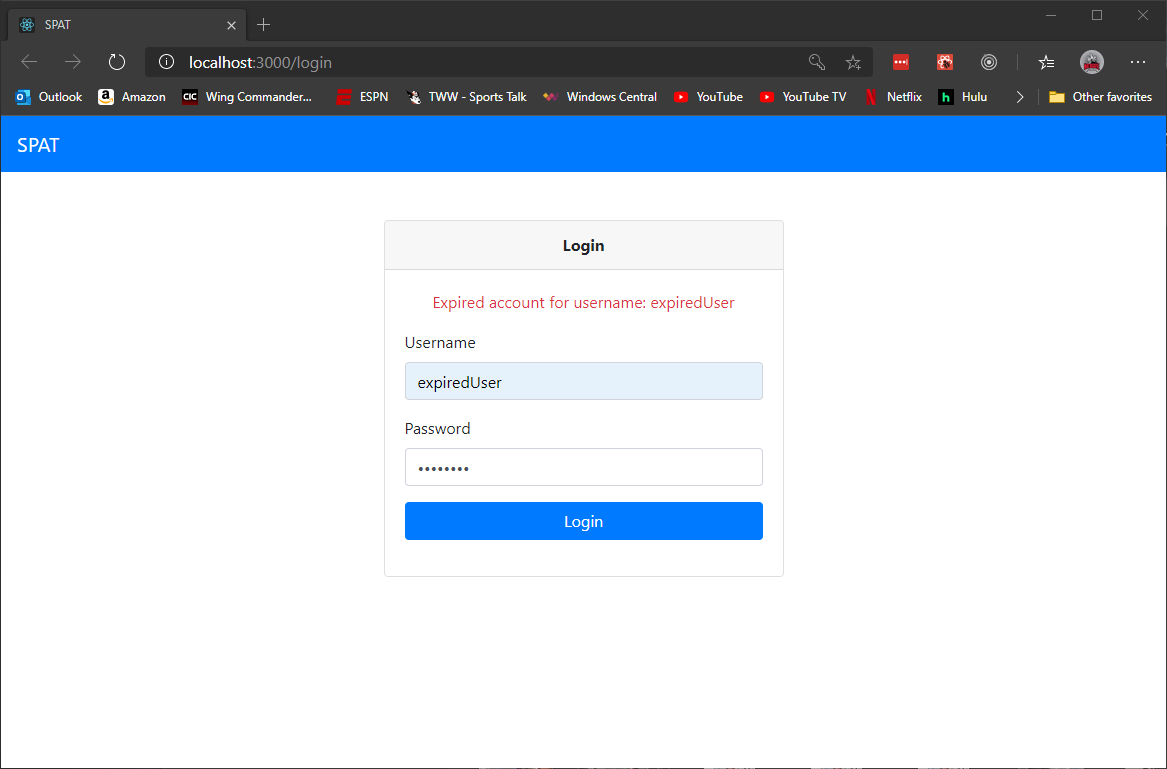 SPAT
localhost:3000/login
Outlook Amazon CIC Wing Commander... ESPN TWW - Sports Talk Windows Central YouTube YouTube TV Netflix h Hulu Other favorites
SPAT
Login
Expired account for username: expiredUser
Username
expiredUser
Password
••••••••
Login